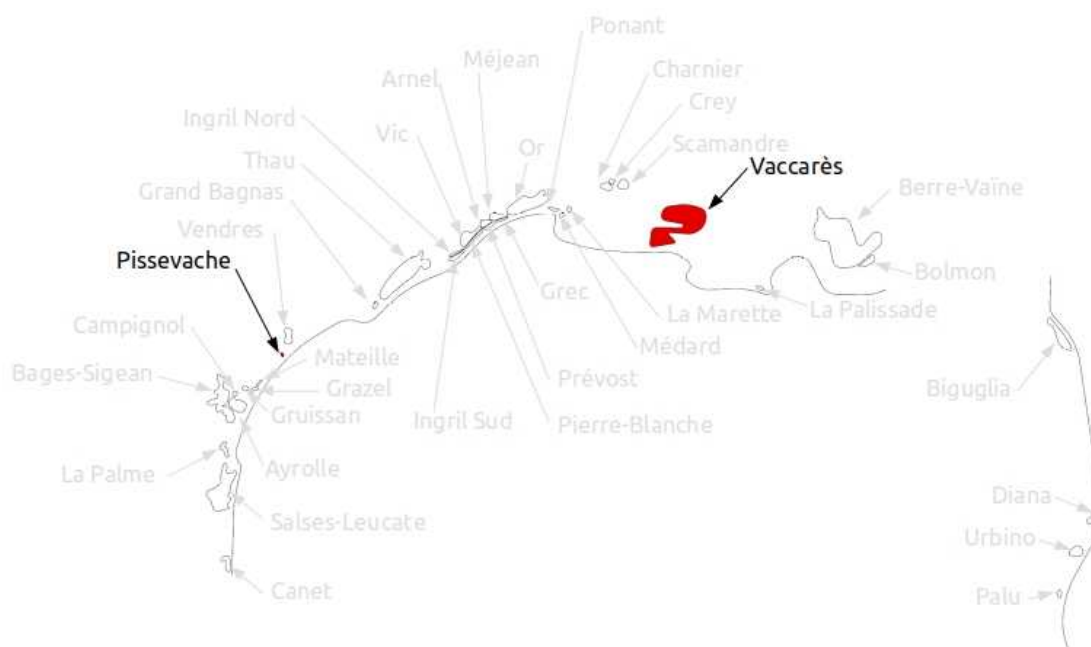 Ponant
Méjean
Charnier
Arnel
Crey
Ingril Nord
Vic
Or
Scamandre
Thau
Vaccarès
Grand Bagnas
Berre-Vaïne
Vendres
Pissevache
Bolmon
Grec
La Marette
La Palissade
Campignol
Médard
Mateille
Bages-Sigean
Prévost
Biguglia
Grazel
Gruissan
Ingril Sud
Pierre-Blanche
Ayrolle
La Palme
Diana
Salses-Leucate
Urbino
Canet
Palu